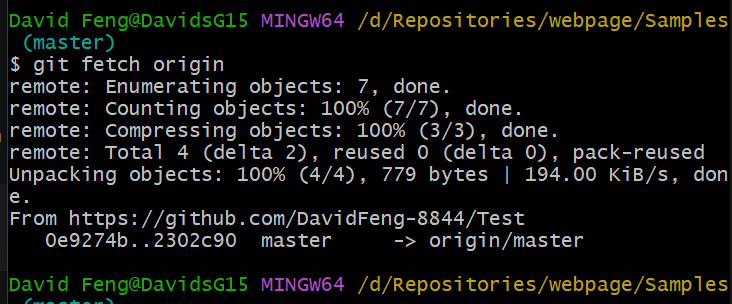 David Feng@DavidsG15 MINGW64 /d/Repositories/webpage/Samples
(master)
$ git fetch origin
remote: Enumerating objects: 7, done.
remote: Counting objects: 100% (7/7), done.
remote: Compressing objects: 100% (3/3), done.
remote: Total 4 (delta 2), reused 0 (delta 0), pack-reused
Unpacking objects: 100% (4/4), 779 bytes | 194.00 KiB/s, don
e.
From https://github.com/DavidFeng-8844/Test
0e9274b..2302c90  master     -> origin/master
David Feng@DavidsG15 MINGW64 /d/Repositories/webpage/Samples
(master)